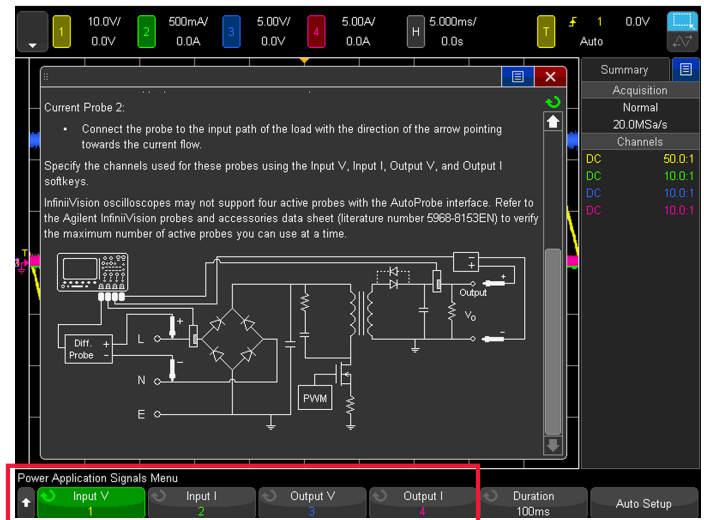 10.0V/ 500mA/ 5.00V/ 5.00A/ 5.000ms/ 1 0.0V
1 2 3 4 H T
0.0V 0.0A 0.0V 0.0A 0.0s Auto
Summary
Acquisition
Normal
20.0MSa/s
Channels
DC 50.0:1
DC 10.0:1
DC 10.0:1
DC 10.0:1
Current Probe 2:
• Connect the probe to the input path of the load with the direction of the arrow pointing
towards the current flow.
Specify the channels used for these probes using the Input V, Input I, Output V, and Output I
softkeys.
InfiniiVision oscilloscopes may not support four active probes with the AutoProbe interface. Refer to
the Agilent InfiniiVision probes and accessories data sheet (literature number 5968-8153EN) to verify
the maximum number of active probes you can use at a time.
T
- +
+
Output
Vo
-
+
Diff. +
Probe -
L
-
N
PWM
E
Power Application Signals Menu
Input V Input I Output V Output I Duration Auto Setup
1 2 3 4 100ms